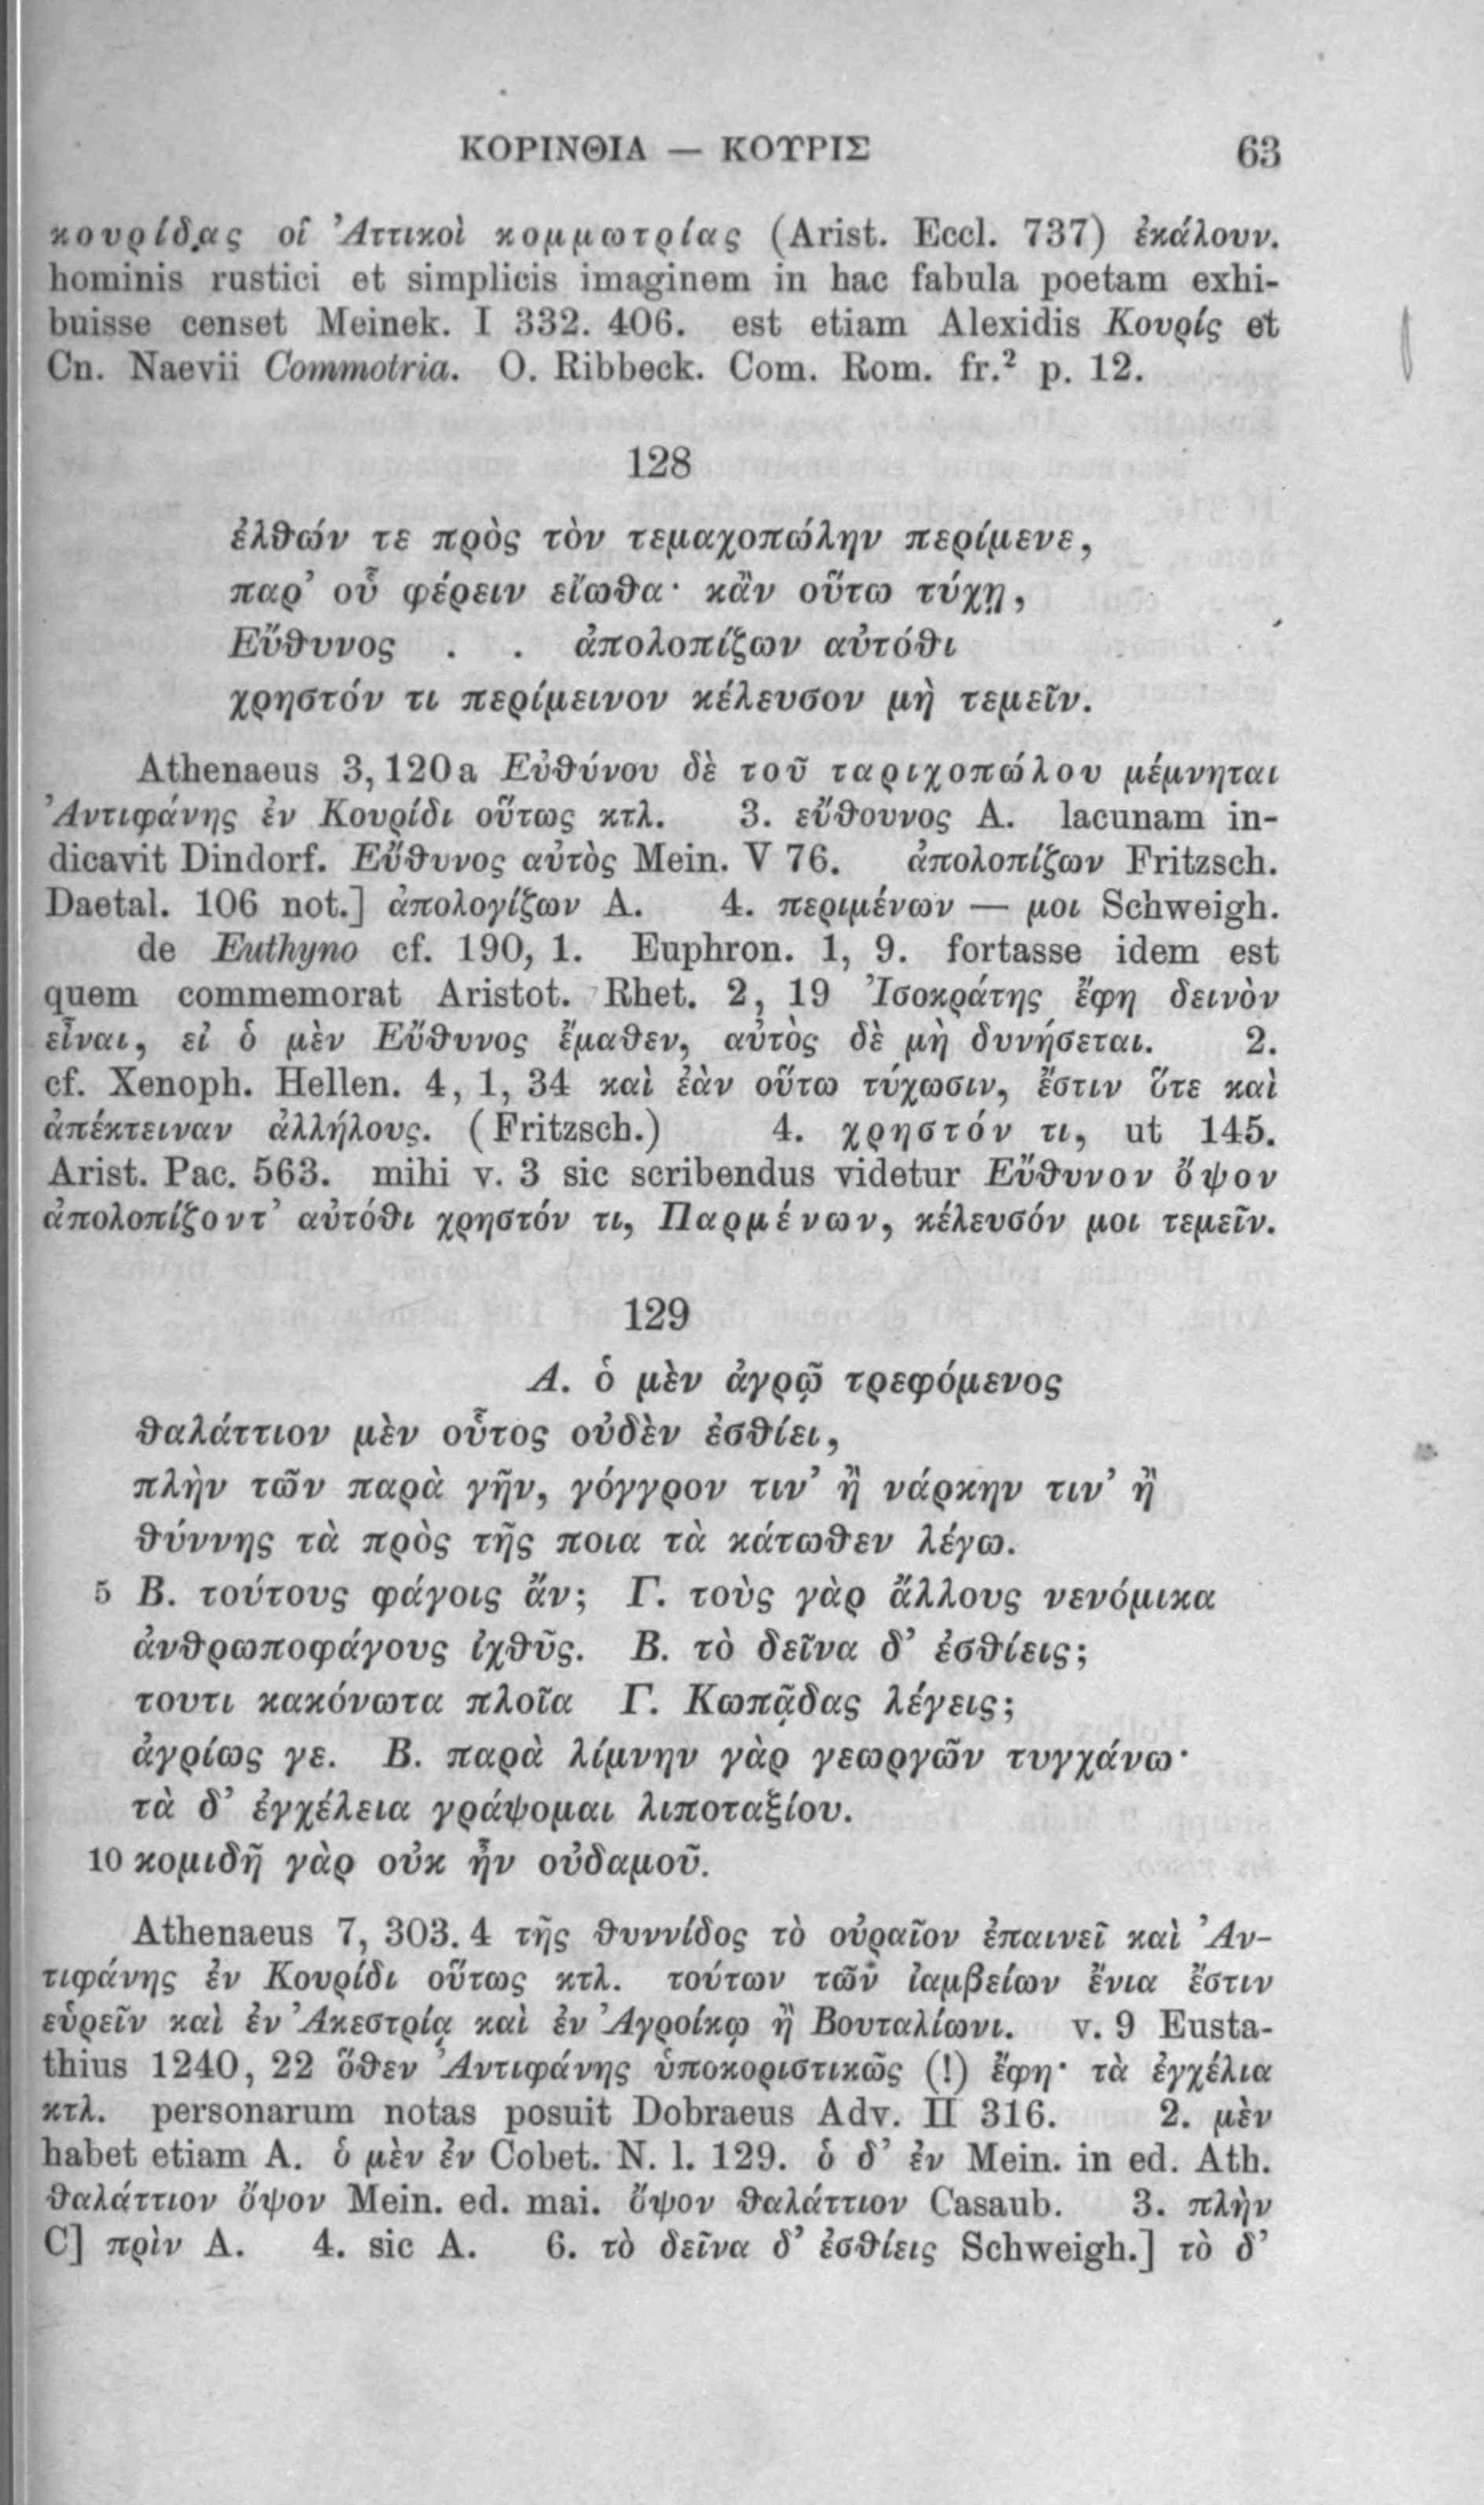 ΚΟΡΙΝΘΙΑ — ΚΟΥΡΙΣ 63
κουρίδας οἱ Ἀττικοὶ κομμωτρίας (Arist. Eccl. 737) ἐκάλουν.
hominis rustici et simplicis imaginem in hac fabula poetam exhi-
buisse censet Meinek. I 332. 406. est etiam Alexidis Κουρίς et
Cn. Naevii Commotria. O. Ribbeck. Com. Rom. fr.² p. 12.
128
ἐλθών τε πρὸς τὸν τεμαχοπώλην περίμενε,
παρ’ οὗ φέρειν εἴωθα· κἂν οὕτω τύχῃ,
Εὔθυνος . . ἀπολοπίζων αὐτόθι
χρηστόν τι περίμεινον κέλευσον μὴ τεμεῖν.
Athenaeus 3, 120a Εὐθύνου δὲ τοῦ ταριχοπώλου μέμνηται
Ἀντιφάνης ἐν Κουρίδι οὕτως κτλ. 3. εὔθουνος A. lacunam in-
dicavit Dindorf. Εὔθυνος αὐτὸς Mein. V 76. ἀπολοπίζων Fritzsch.
Daetal. 106 not.] ἀπολογίζων A. 4. περιμένων — μοι Schweigh.
de Euthyno cf. 190, 1. Euphron. 1, 9. fortasse idem est
quem commemorat Aristot. Rhet. 2, 19 Ἰσοκράτης ἔφη δεινὸν
εἶναι, εἰ ὁ μὲν Εὔθυνος ἔμαθεν, αὐτὸς δὲ μὴ δυνήσεται. 2.
cf. Xenoph. Hellen. 4, 1, 34 καὶ ἐὰν οὕτω τύχωσιν, ἔστιν ὅτε καὶ
ἀπέκτειναν ἀλλήλους. (Fritzsch.) 4. χρηστόν τι, ut 145.
Arist. Pac. 563. mihi v. 3 sic scribendus videtur Εὔθυνον ὄψον
ἀπολοπίζοντ’ αὐτόθι χρηστόν τι, Παρμένων, κέλευσόν μοι τεμεῖν.
129
Α. ὁ μὲν ἀγρῷ τρεφόμενος
θαλάττιον μὲν οὗτος οὐδὲν ἐσθίει,
πλὴν τῶν παρὰ γῆν, γόγγρον τιν’ ἢ νάρκην τιν’ ἢ
θύννης τὰ πρὸς τῆς ποια τὰ κάτωθεν λέγω.
5 Β. τούτους φάγοις ἄν; Γ. τοὺς γὰρ ἄλλους νενόμικα
ἀνθρωποφάγους ἰχθῦς. Β. τὸ δεῖνα δ’ ἐσθίεις;
τουτι κακόνωτα πλοῖα Γ. Κωπᾷδας λέγεις;
ἀγρίως γε. Β. παρὰ λίμνην γὰρ γεωργῶν τυγχάνω·
τὰ δ’ ἐγχέλεια γράψομαι λιποταξίου.
10 κομιδῇ γὰρ οὐκ ἦν οὐδαμοῦ.
Athenaeus 7, 303. 4 τῆς θυννίδος τὸ οὐραῖον ἐπαινεῖ καὶ Ἀν-
τιφάνης ἐν Κουρίδι οὕτως κτλ. τούτων τῶν ἰαμβείων ἔνια ἔστιν
εὑρεῖν καὶ ἐν Ἀκεστρίᾳ καὶ ἐν Ἀγροίκῳ ἢ Βουταλίωνι. v. 9 Eusta-
thius 1240, 22 ὅθεν Ἀντιφάνης ὑποκοριστικῶς (!) ἔφη· τὰ ἐγχέλια
κτλ. personarum notas posuit Dobraeus Adv. II 316. 2. μὲν
habet etiam A. ὁ μὲν ἐν Cobet. N. l. 129. ὁ δ’ ἐν Mein. in ed. Ath.
θαλάττιον ὄψον Mein. ed. mai. ὄψον θαλάττιον Casaub. 3. πλὴν
C] πρὶν A. 4. sic A. 6. τὸ δεῖνα δ’ ἐσθίεις Schweigh.] τὸ δ’